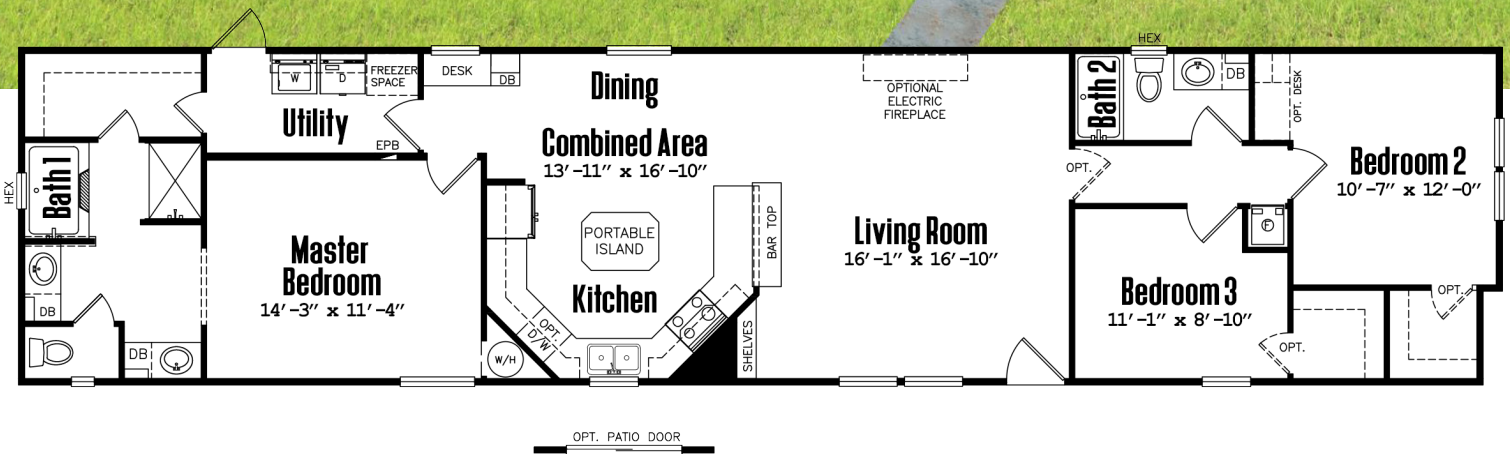 HEX
W
D
FREEZER
SPACE
Utility
EPB
DESK
DB
Dining
Combined Area
13'-11" x 16'-10"
OPTIONAL
ELECTRIC
FIREPLACE
HEX
Bath 2
DB
OPT. DESK
Bedroom 2
10'-7" x 12'-0"
OPT.
HEX
Bath 1
DB
DB
Master
Bedroom
14'-3" x 11'-4"
PORTABLE
ISLAND
Kitchen
OPT.
D/W
W/H
BAR TOP
SHELVES
Living Room
16'-1" x 16'-10"
F
Bedroom 3
11'-1" x 8'-10"
OPT.
OPT.
OPT. PATIO DOOR